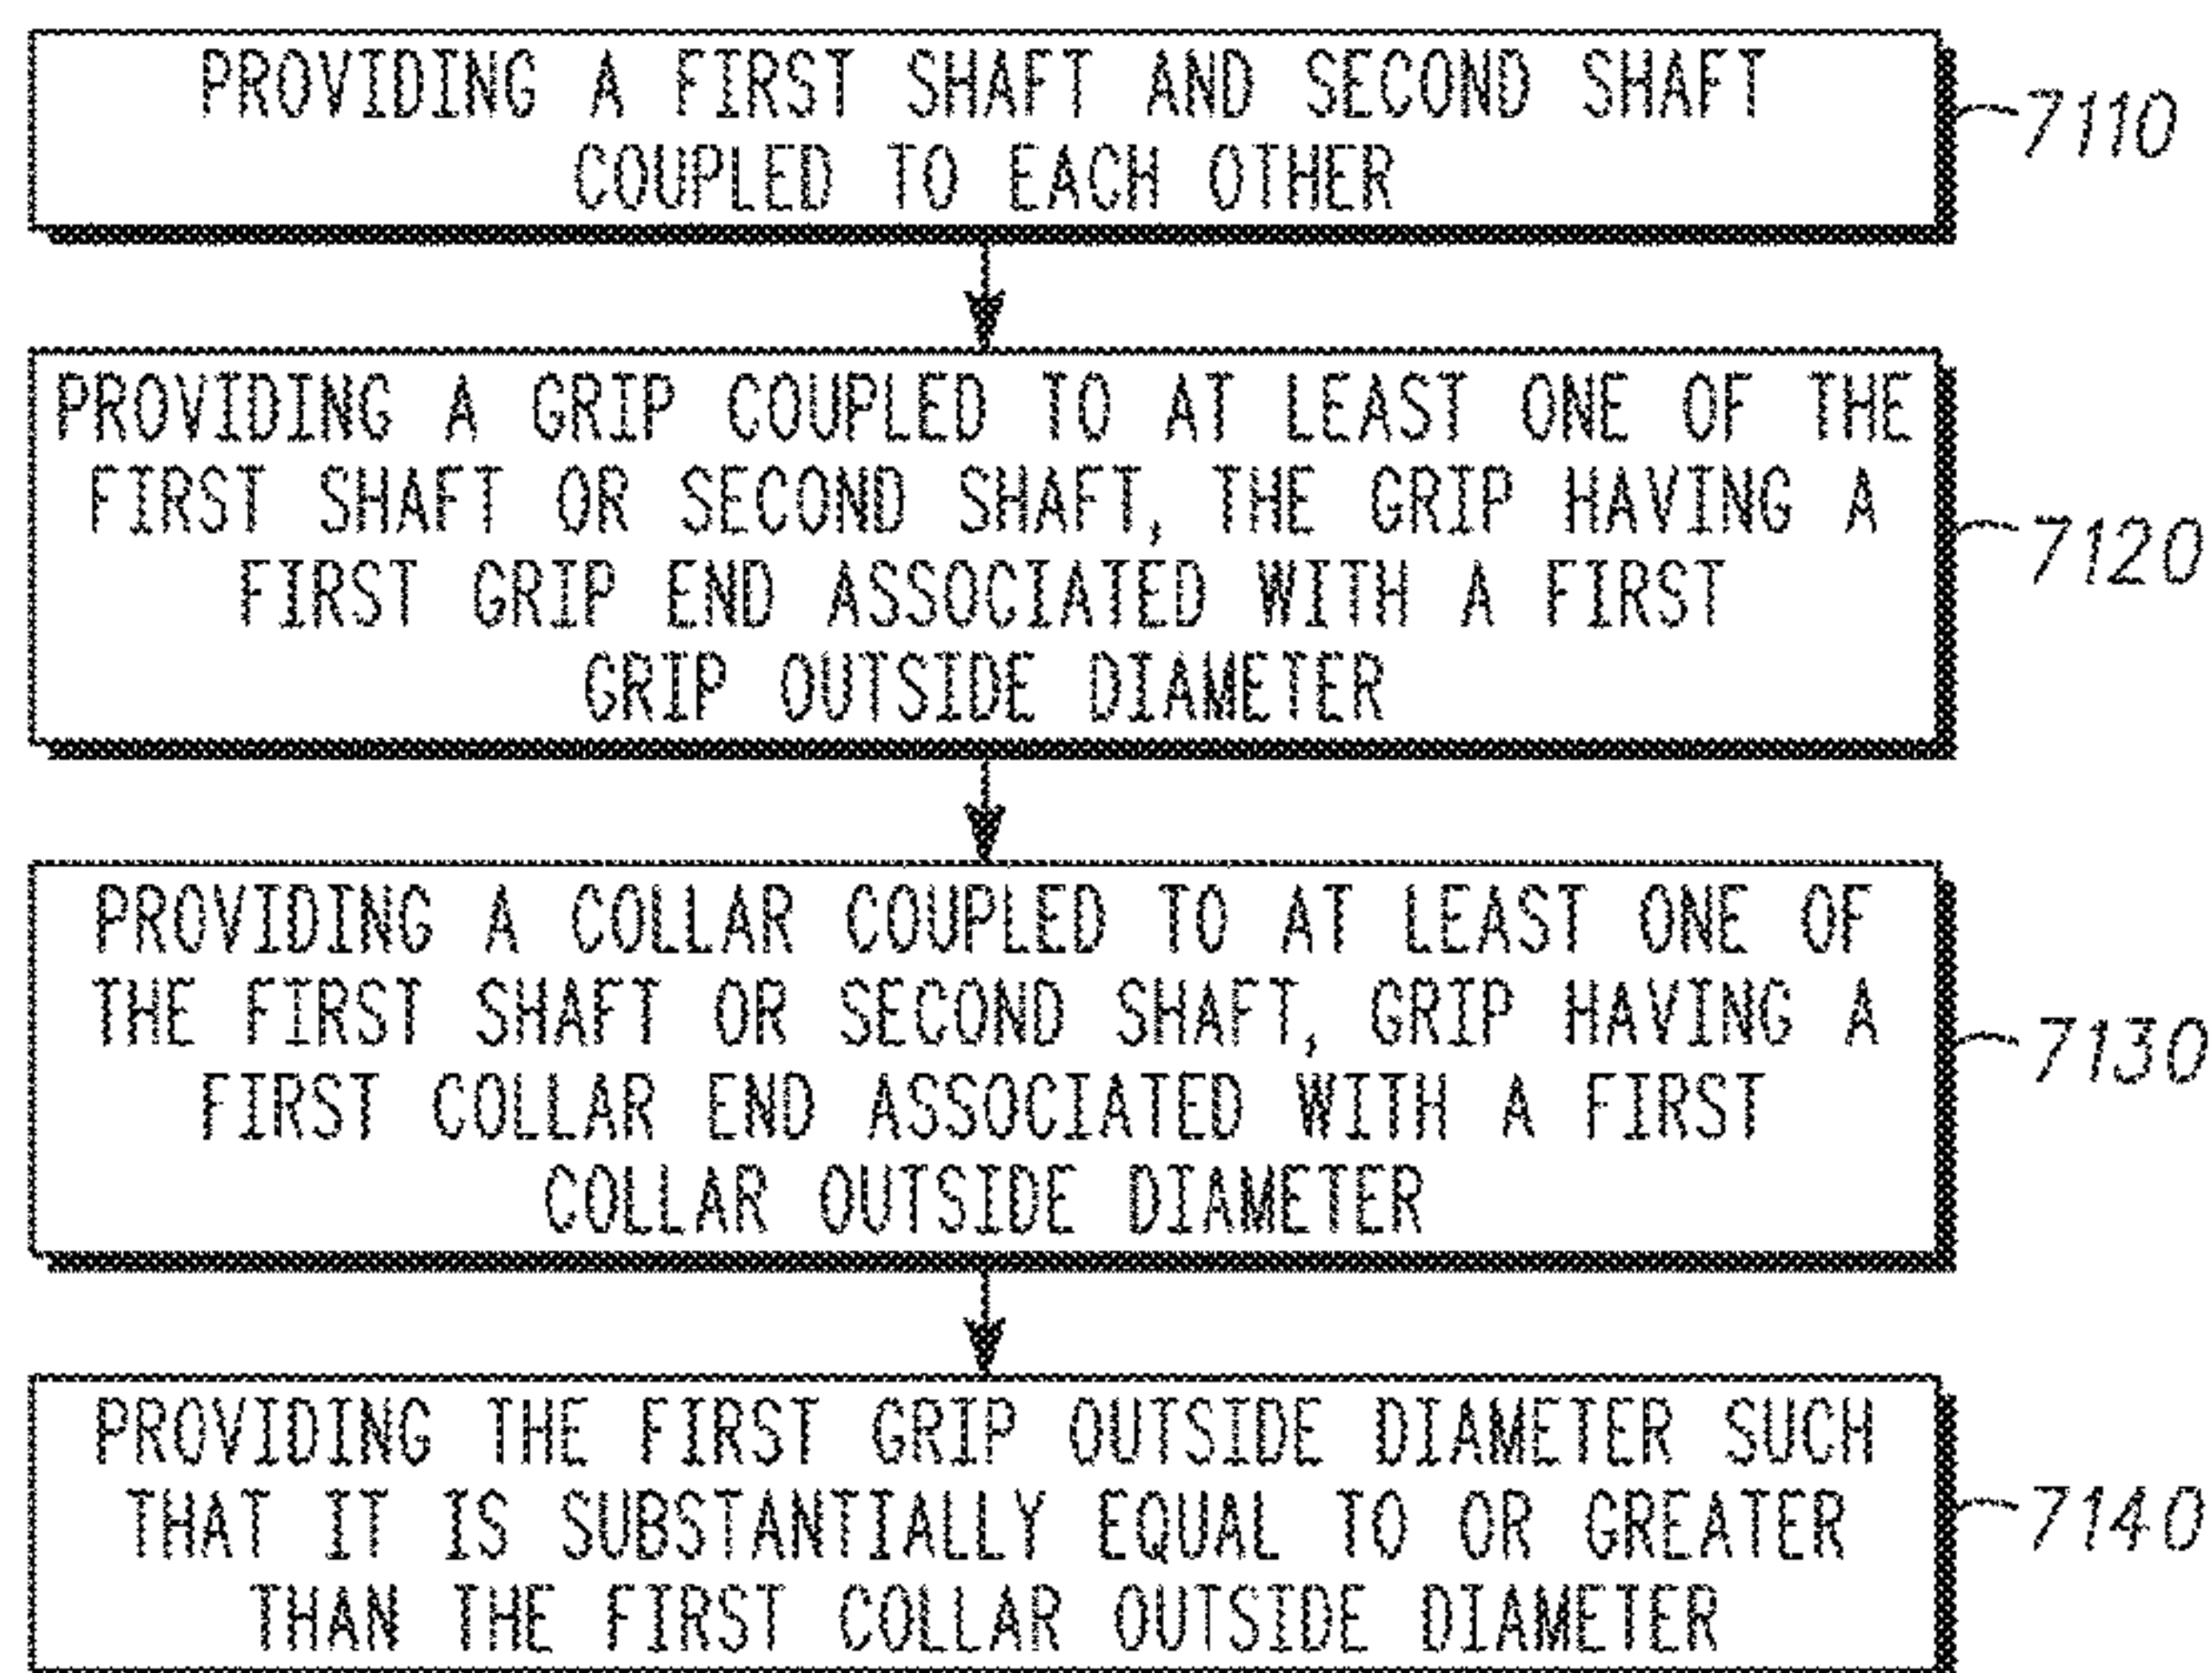 PROVIDING A FIRST SHAFT AND SECOND SHAFT
COUPLED TO EACH OTHER
7110
PROVIDING A GRIP COUPLED TO AT LEAST ONE OF THE
FIRST SHAFT OR SECOND SHAFT, THE GRIP HAVING A
FIRST GRIP END ASSOCIATED WITH A FIRST
GRIP OUTSIDE DIAMETER
7120
PROVIDING A COLLAR COUPLED TO AT LEAST ONE OF
THE FIRST SHAFT OR SECOND SHAFT, GRIP HAVING A
FIRST COLLAR END ASSOCIATED WITH A FIRST
COLLAR OUTSIDE DIAMETER
7130
PROVIDING THE FIRST GRIP OUTSIDE DIAMETER SUCH
THAT IT IS SUBSTANTIALLY EQUAL TO OR GREATER
THAN THE FIRST COLLAR OUTSIDE DIAMETER
7140